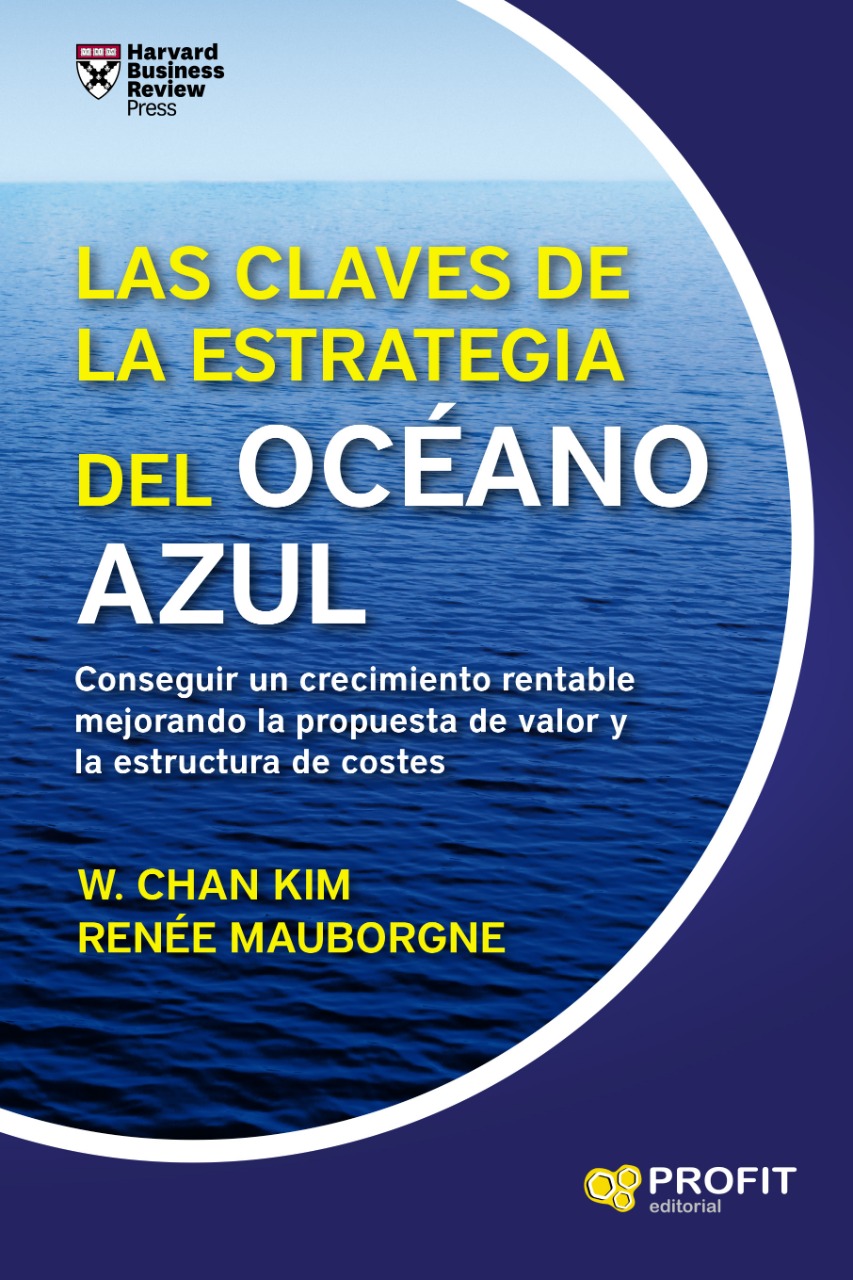 Harvard
Business
Review
Press
LAS CLAVES DE
LA ESTRATEGIA
DEL OCÉANO
AZUL
Conseguir un crecimiento rentable
mejorando la propuesta de valor y
la estructura de costes
W. CHAN KIM
RENÉE MAUBORGNE
PROFIT
editorial